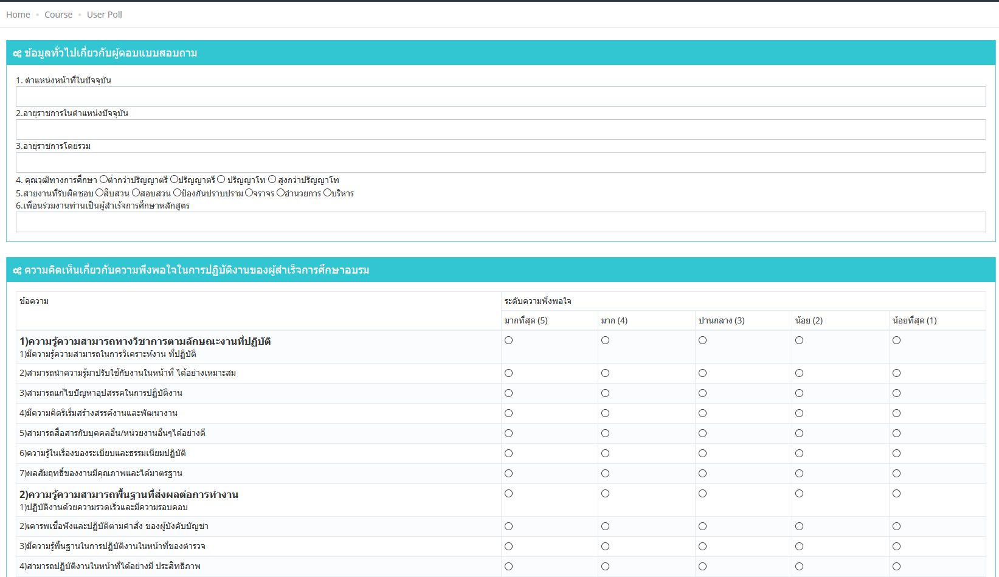 Home • Course • User Poll
ข้อมูลทั่วไปเกี่ยวกับผู้ตอบแบบสอบถาม
1. ตำแหน่งหน้าที่ในปัจจุบัน
2.อายุราชการในตำแหน่งปัจจุบัน
3.อายุราชการโดยรวม
4. คุณวุฒิทางการศึกษา ต่ำกว่าปริญญาตรี ปริญญาตรี ปริญญาโท สูงกว่าปริญญาโท
5.สายงานที่รับผิดชอบ สืบสวน สอบสวน ป้องกันปราบปราม จราจร อำนวยการ บริหาร
6.เพื่อนร่วมงานท่านเป็นผู้สำเร็จการศึกษาหลักสูตร
ความคิดเห็นเกี่ยวกับความพึงพอใจในการปฏิบัติงานของผู้สำเร็จการศึกษาอบรม
ข้อความ ระดับความพึงพอใจ
มากที่สุด (5) มาก (4) ปานกลาง (3) น้อย (2) น้อยที่สุด (1)
1)ความรู้ความสามารถทางวิชาการตามลักษณะงานที่ปฏิบัติ
1)มีความรู้ความสามารถในการวิเคราะห์งาน ที่ปฏิบัติ
2)สามารถนำความรู้มาปรับใช้กับงานในหน้าที่ ได้อย่างเหมาะสม
3)สามารถแก้ไขปัญหาอุปสรรคในการปฏิบัติงาน
4)มีความคิดริเริ่มสร้างสรรค์งานและพัฒนางาน
5)สามารถสื่อสารกับบุคคลอื่น/หน่วยงานอื่นๆได้อย่างดี
6)ความรู้ในเรื่องของระเบียบและธรรมเนียมปฏิบัติ
7)ผลสัมฤทธิ์ของงานมีคุณภาพและได้มาตรฐาน
2)ความรู้ความสามารถพื้นฐานที่ส่งผลต่อการทำงาน
1)ปฏิบัติงานด้วยความรวดเร็วและมีความรอบคอบ
2)เคารพเชื่อฟังและปฏิบัติตามคำสั่ง ของผู้บังคับบัญชา
3)มีความรู้พื้นฐานในการปฏิบัติงานในหน้าที่ของตำรวจ
4)สามารถปฏิบัติงานในหน้าที่ได้อย่างมี ประสิทธิภาพ